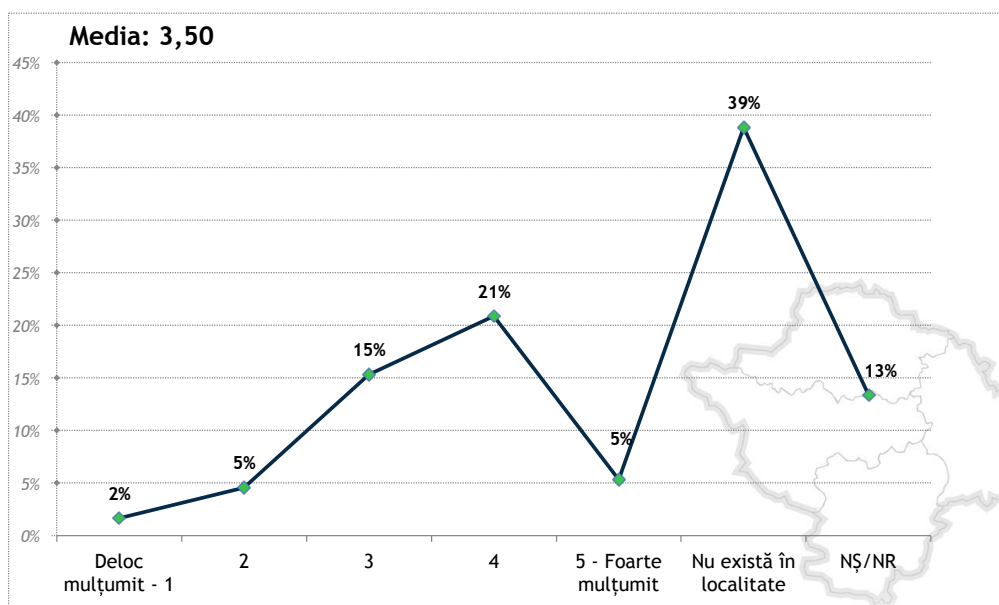 Media: 3,50
45%
40%
35%
30%
25%
20%
15%
10%
5%
0%
2%
5%
15%
21%
5%
39%
13%
Deloc
mulțumit - 1
2
3
4
5 - Foarte
mulțumit
Nu există în
localitate
NȘ/NR